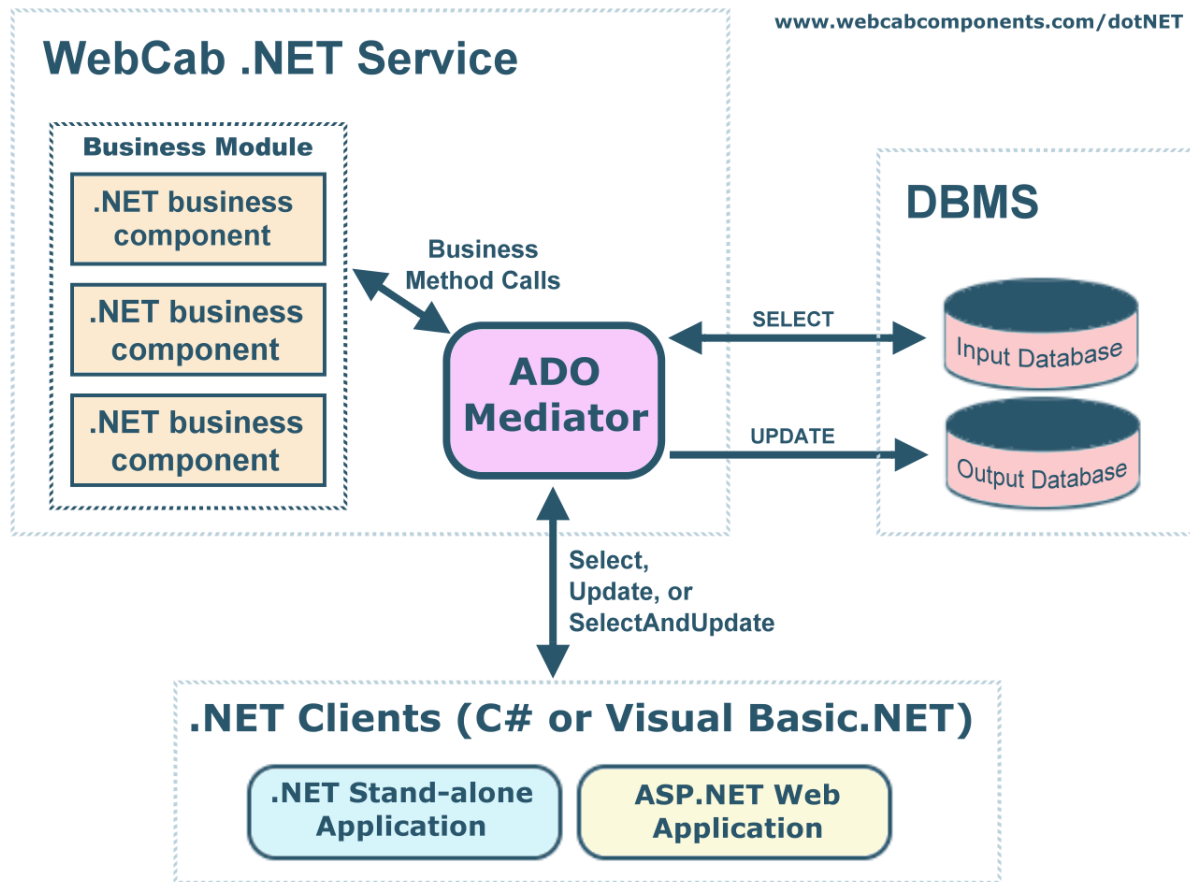 www.webcabcomponents.com/dotNET
WebCab .NET Service
Business Module
.NET business
component
.NET business
component
.NET business
component
Business
Method Calls
ADO
Mediator
SELECT
UPDATE
DBMS
Input Database
Output Database
Select,
Update, or
SelectAndUpdate
.NET Clients (C# or Visual Basic.NET)
.NET Stand-alone
Application
ASP.NET Web
Application